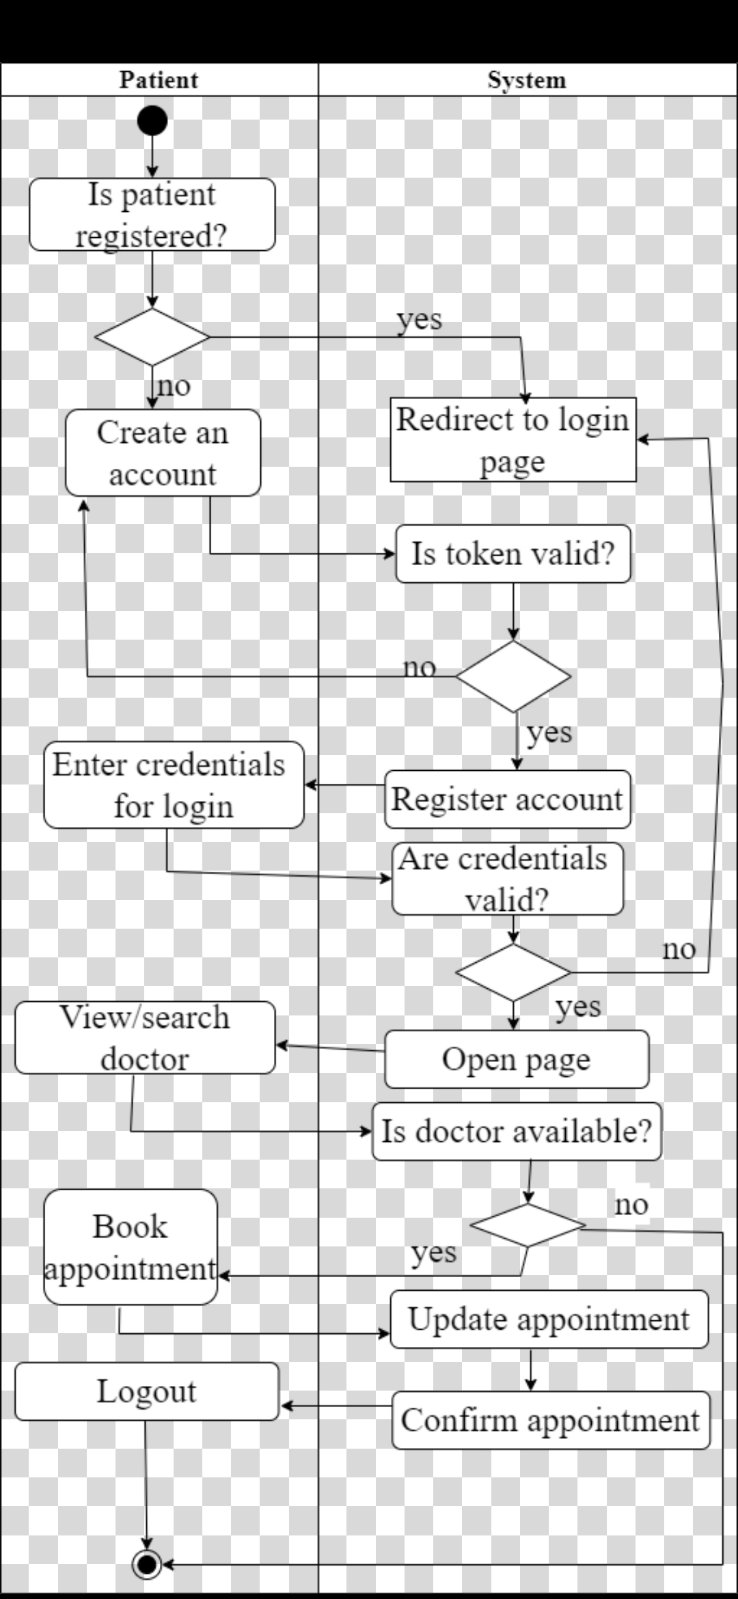 Patient
System
Is patient
registered?
yes
no
Create an
account
Redirect to login
page
Is token valid?
no
yes
Enter credentials
for login
Register account
Are credentials
valid?
no
yes
View/search
doctor
Open page
Is doctor available?
no
Book
appointment
yes
Update appointment
Logout
Confirm appointment